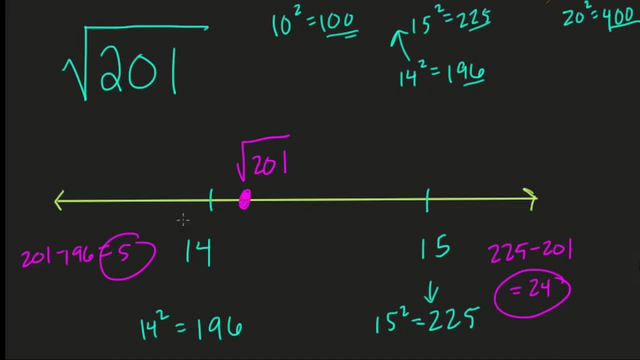 √201
10² = 100
15² = 225
20² = 400
14² = 196
√201
201-196 = 5
14
15
225-201
= 24
14² = 196
15² = 225